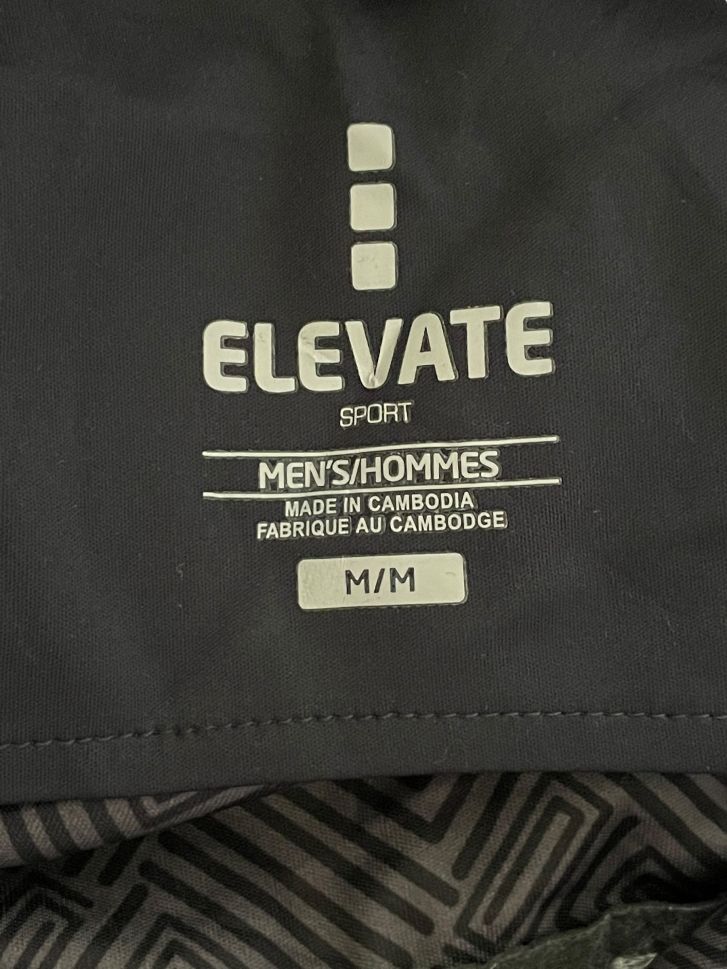 ELEVATE
SPORT
MEN'S/HOMMES
MADE IN CAMBODIA
FABRIQUE AU CAMBODGE
M/M